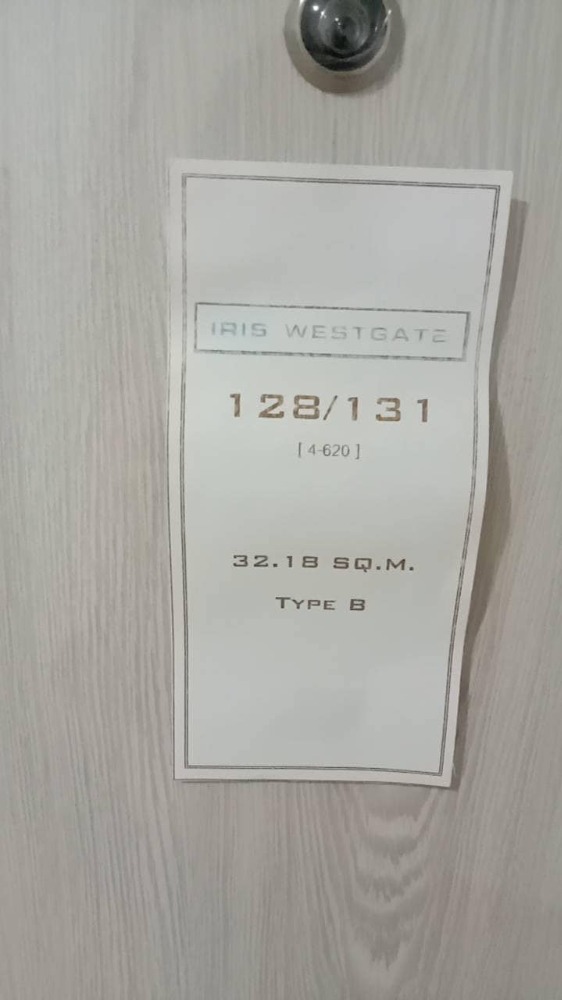 IRIS WESTGATE
128/131
[ 4-620 ]
32.18 SQ.M.
TYPE B